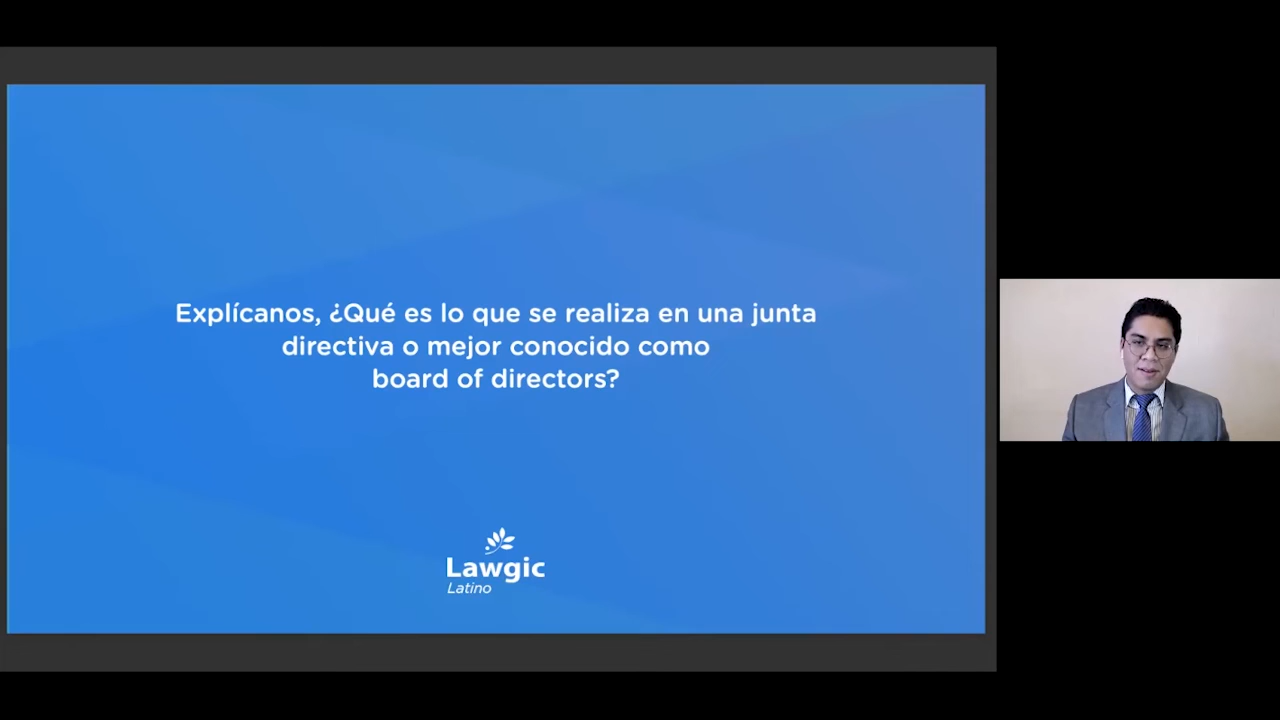 Explícanos, ¿Qué es lo que se realiza en una junta
directiva o mejor conocido como
board of directors?
Lawgic
Latino